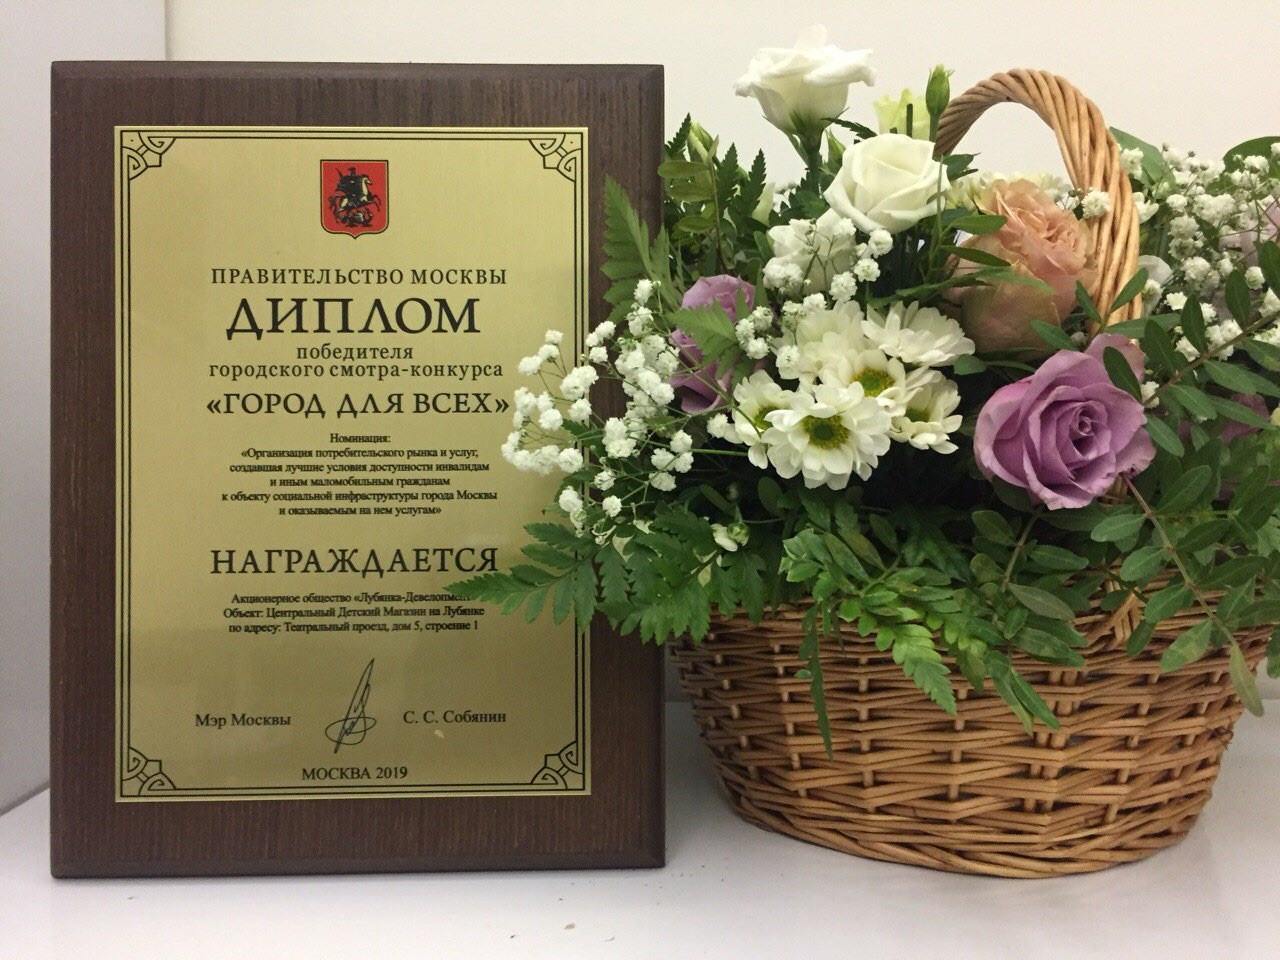 ПРАВИТЕЛЬСТВО МОСКВЫ
ДИПЛОМ
победителя
городского смотра-конкурса
«ГОРОД ДЛЯ ВСЕХ»
Номинация:
«Организация потребительского рынка и услуг,
создавшая лучшие условия доступности инвалидам
и иным маломобильным гражданам
к объекту социальной инфраструктуры города Москвы
и оказываемым на нем услугам»
НАГРАЖДАЕТСЯ
Акционерное общество «Лубянка-Девелопмент
Объект: Центральный Детский Магазин на Лубянке
по адресу: Театральный проезд, дом 5, строение 1
Мэр Москвы С. С. Собянин
МОСКВА 2019